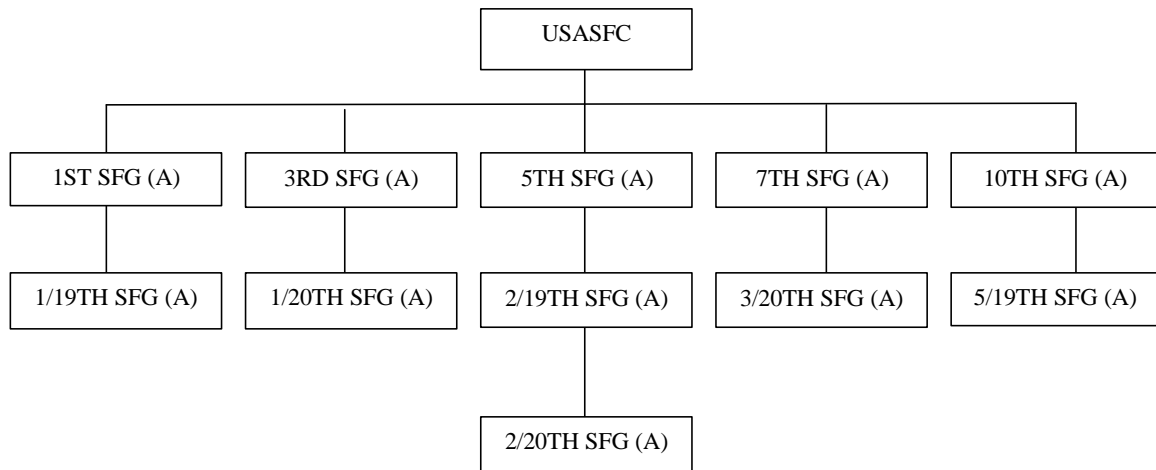 USASFC
1ST SFG (A)
3RD SFG (A)
5TH SFG (A)
7TH SFG (A)
10TH SFG (A)
1/19TH SFG (A)
1/20TH SFG (A)
2/19TH SFG (A)
3/20TH SFG (A)
5/19TH SFG (A)
2/20TH SFG (A)